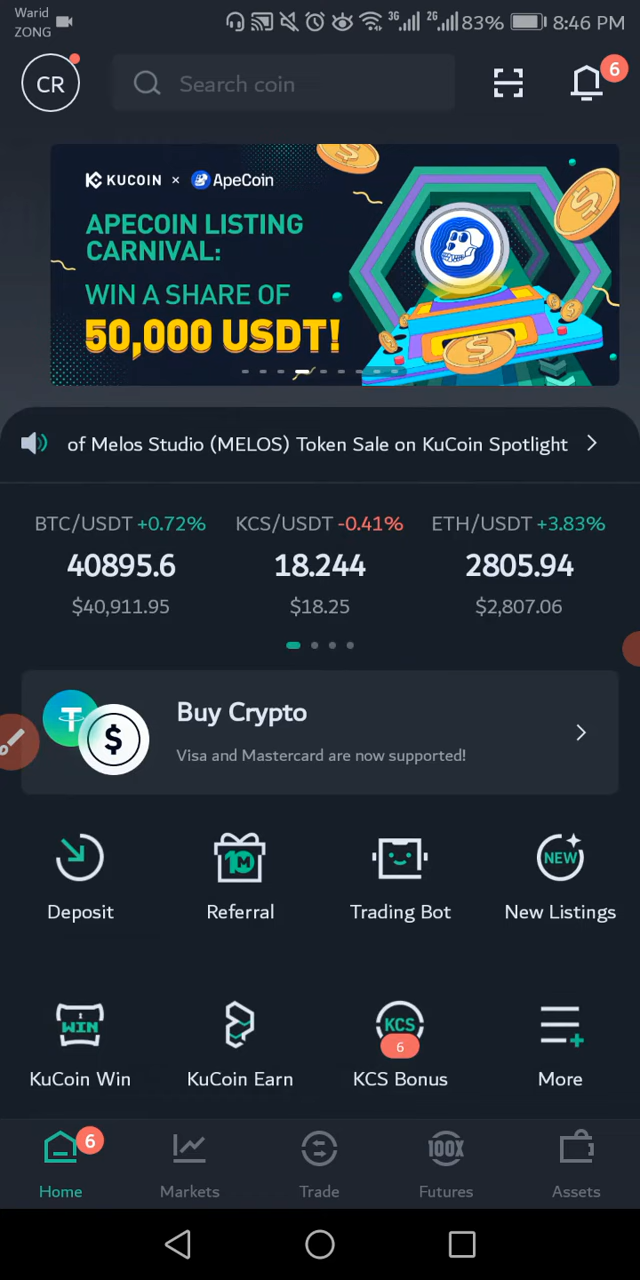 Warid
ZONG
3G 2G 83% 8:46 PM
CR
Search coin
6
KUCOIN × ApeCoin
APECOIN LISTING
CARNIVAL:
WIN A SHARE OF
50,000 USDT!
of Melos Studio (MELOS) Token Sale on KuCoin Spotlight
BTC/USDT +0.72% KCS/USDT -0.41% ETH/USDT +3.83%
40895.6 18.244 2805.94
$40,911.95 $18.25 $2,807.06
Buy Crypto
Visa and Mastercard are now supported!
10M NEW
Deposit Referral Trading Bot New Listings
WIN KCS
6
KuCoin Win KuCoin Earn KCS Bonus More
6
100X
Home Markets Trade Futures Assets